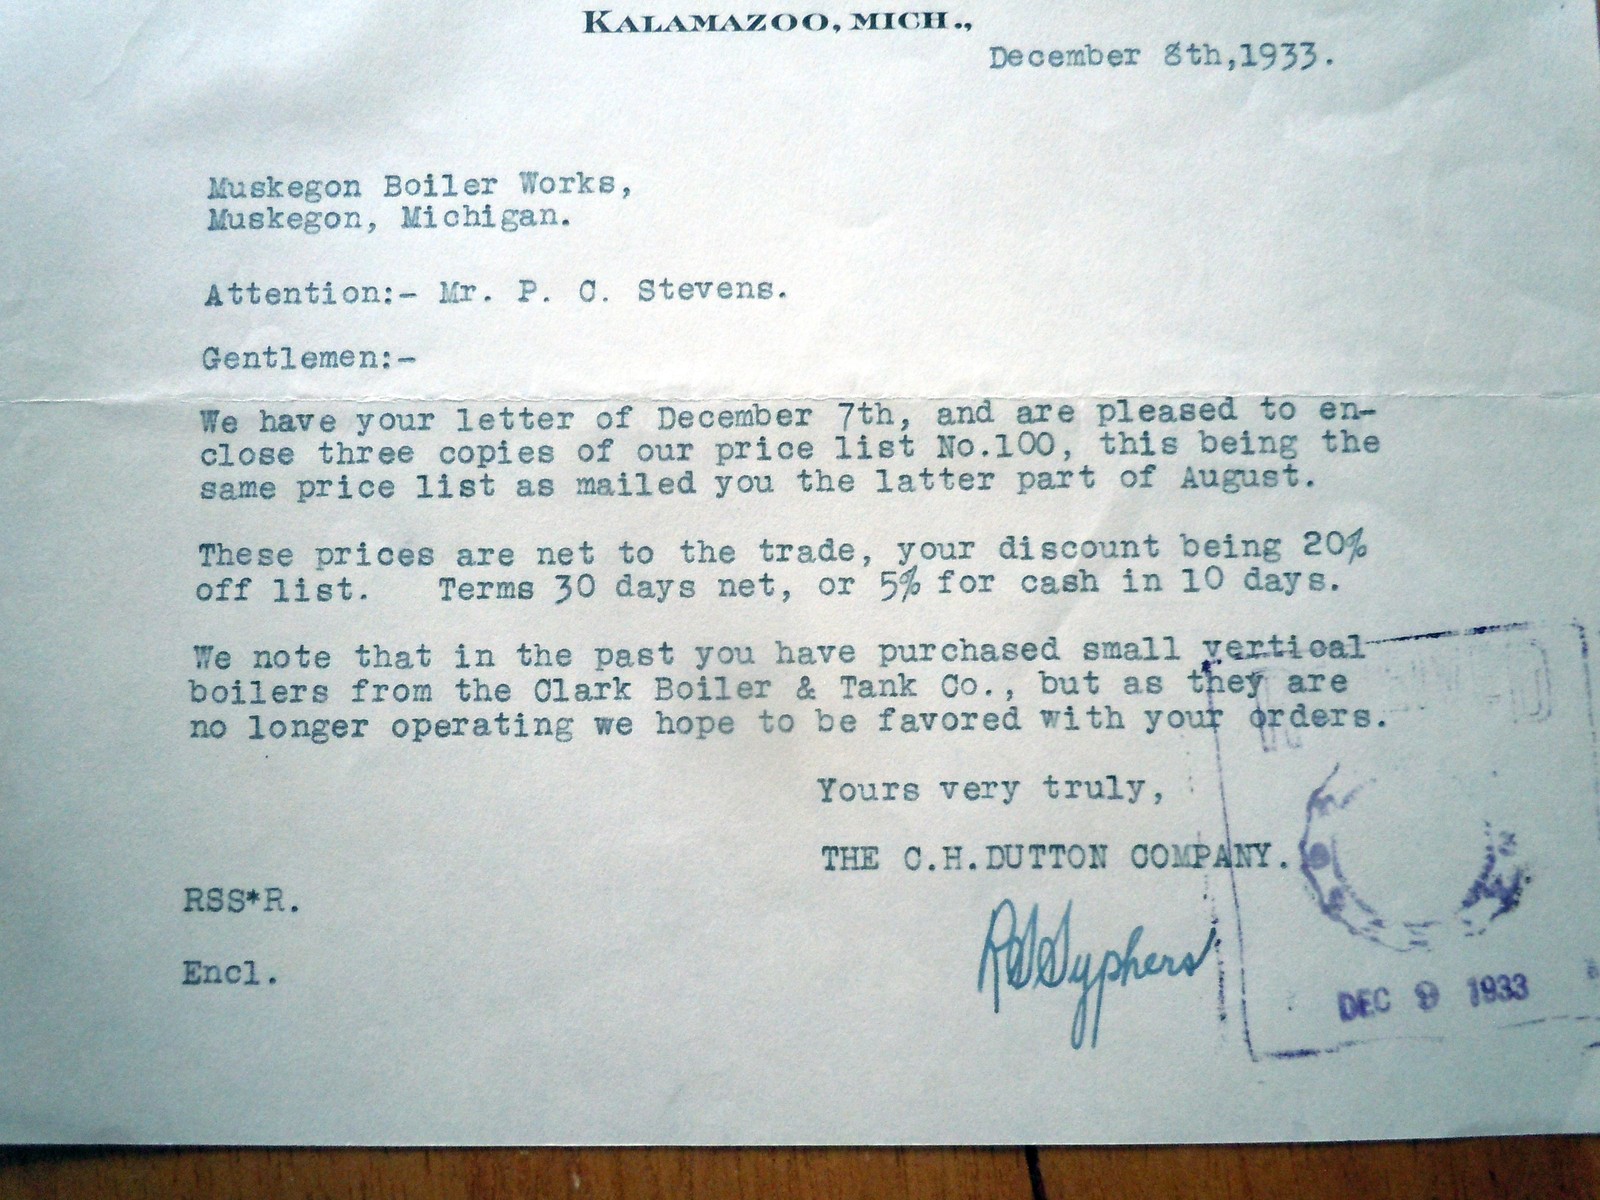 KALAMAZOO, MICH.,
December 8th,1933.
Muskegon Boiler Works,
Muskegon, Michigan.
Attention:- Mr. P. C. Stevens.
Gentlemen:-
We have your letter of December 7th, and are pleased to en-
close three copies of our price list No.100, this being the
same price list as mailed you the latter part of August.
These prices are net to the trade, your discount being 20%
off list. Terms 30 days net, or 5% for cash in 10 days.
We note that in the past you have purchased small vertical
boilers from the Clark Boiler & Tank Co., but as they are
no longer operating we hope to be favored with your orders.
Yours very truly,
THE C.H.DUTTON COMPANY.
RSS*R.
RSSyphers
Encl.
DEC 9 1933